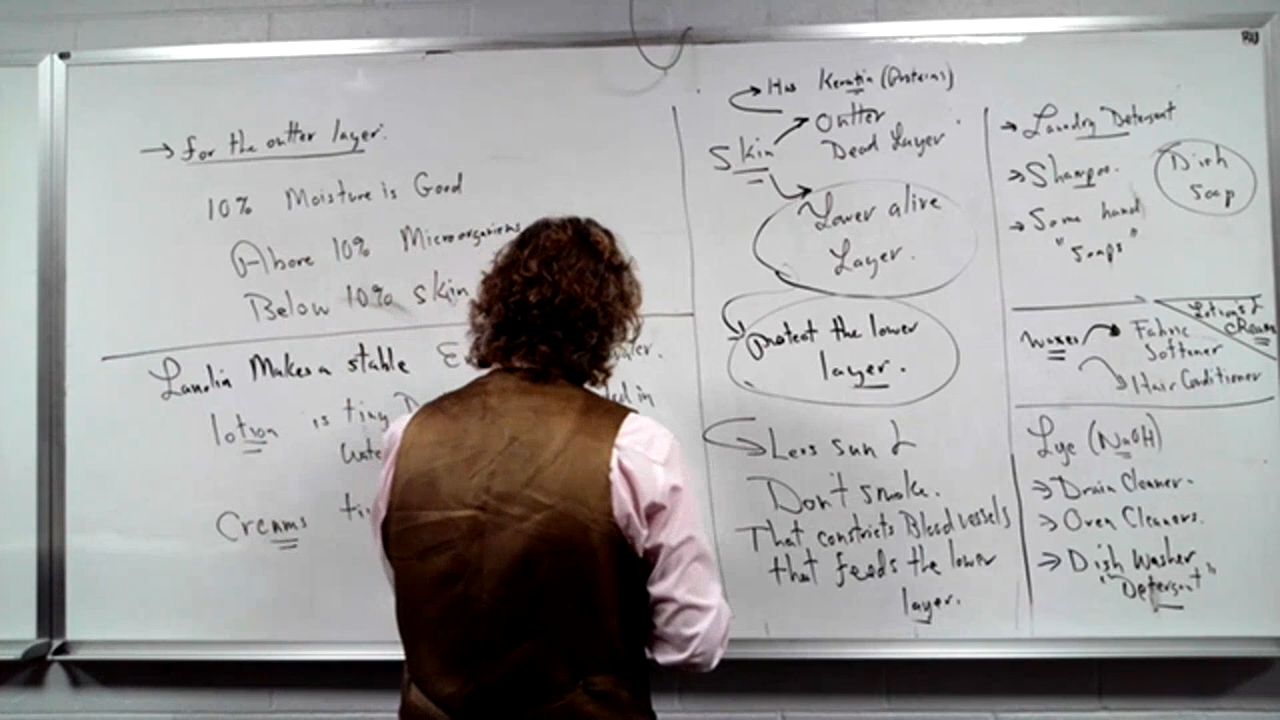 → for the outter layer.
10% Moisture is Good
Above 10% Microorganisms
Below 10% Skin
Lanolin Makes a stable
lotion is tiny
in
Creams
→ Has Keratin (Proteins)
Skin → Outter
Dead Layer
Lower alive
Layer.
Protect the lower
layer.
Less sun &
Don't smoke.
That constricts Blood vessels
that feeds the lower
layer.
→ Laundry Detersent
→ Shampoo.
→ Some hand
"Soaps"
Dish
Soap
Lotions &
Creams
Waxes → Fabric
Softener
→ Hair Conditioner
Lye (NaOH)
→ Drain Cleaner.
→ Oven Cleaners.
→ Dish Washer
"Detersent"